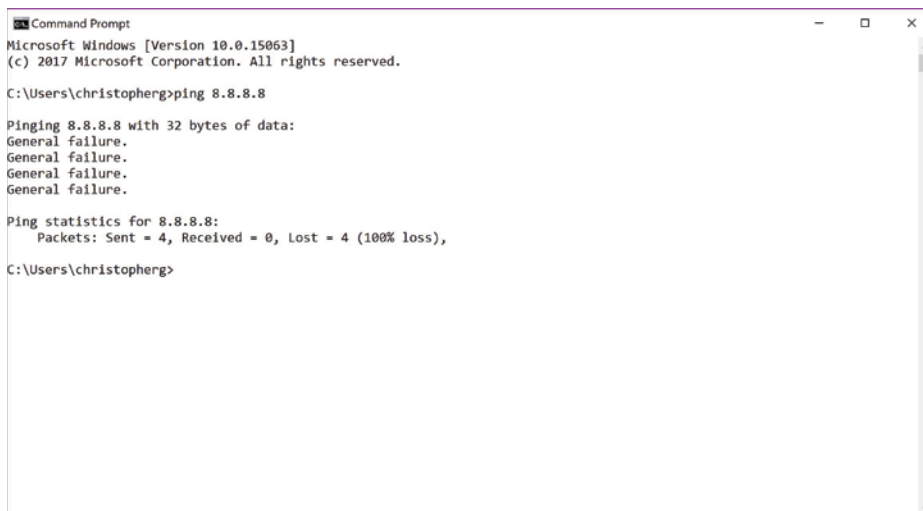 Command Prompt
Microsoft Windows [Version 10.0.15063]
(c) 2017 Microsoft Corporation. All rights reserved.
C:\Users\christopherg>ping 8.8.8.8
Pinging 8.8.8.8 with 32 bytes of data:
General failure.
General failure.
General failure.
General failure.
Ping statistics for 8.8.8.8:
    Packets: Sent = 4, Received = 0, Lost = 4 (100% loss),
C:\Users\christopherg>